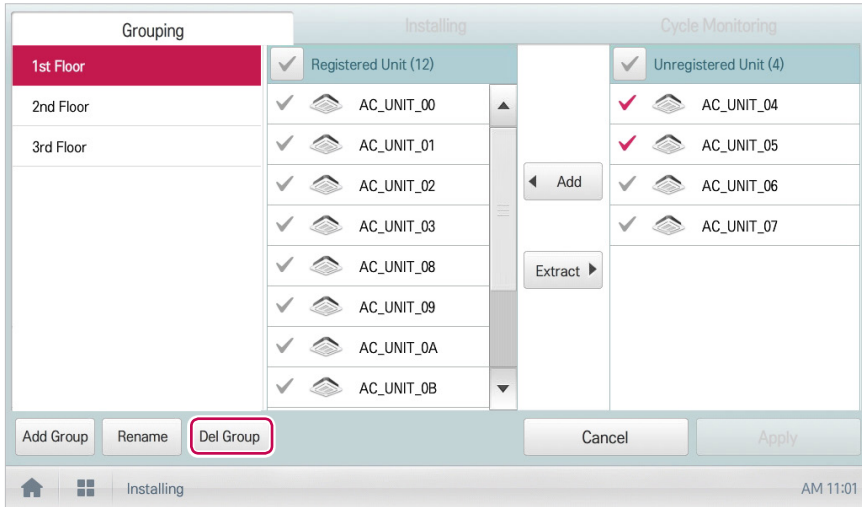 Grouping
Installing
Cycle Monitoring
1st Floor
2nd Floor
3rd Floor
Registered Unit (12)
AC_UNIT_00
AC_UNIT_01
AC_UNIT_02
AC_UNIT_03
AC_UNIT_08
AC_UNIT_09
AC_UNIT_0A
AC_UNIT_0B
Add
Extract
Unregistered Unit (4)
AC_UNIT_04
AC_UNIT_05
AC_UNIT_06
AC_UNIT_07
Add Group
Rename
Del Group
Cancel
Apply
Installing
AM 11:01